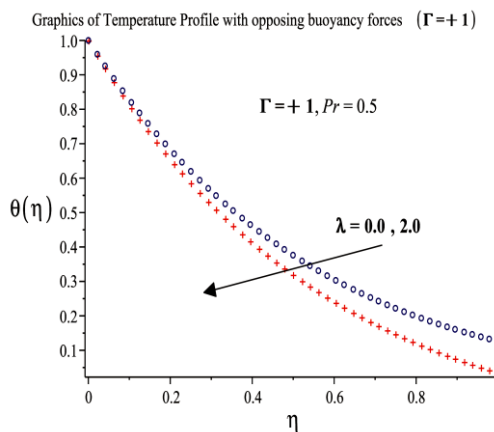 Graphics of Temperature Profile with opposing buoyancy forces (Γ=+1)
1.0
0.9
Γ=+1, Pr=0.5
0.8
0.7
0.6
θ(η)
0.5
λ=0.0, 2.0
0.4
0.3
0.2
0.1
0 0.2 0.4 0.6 0.8
η